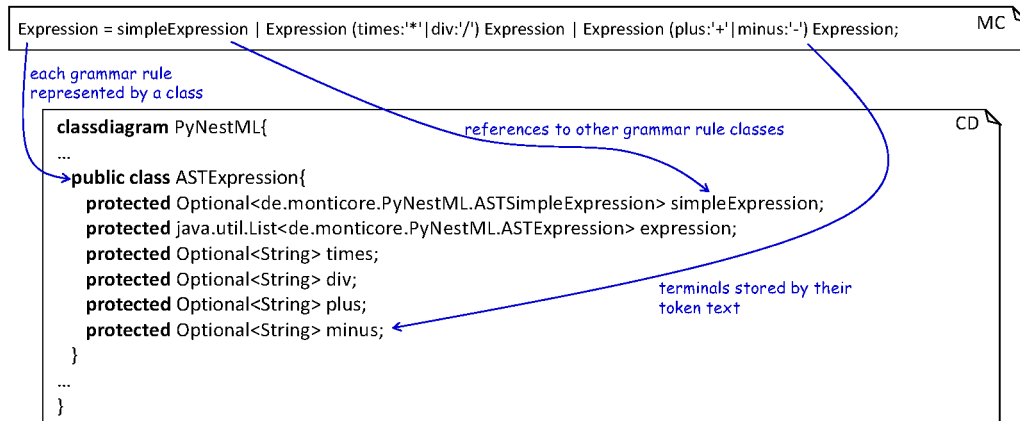 MC
Expression = simpleExpression | Expression (times:'*'|div:'/') Expression | Expression (plus:'+'|minus:'-') Expression;
each grammar rule
represented by a class
CD
classdiagram PyNestML{
references to other grammar rule classes
...
public class ASTExpression{
protected Optional<de.monticore.PyNestML.ASTSimpleExpression> simpleExpression;
protected java.util.List<de.monticore.PyNestML.ASTExpression> expression;
protected Optional<String> times;
protected Optional<String> div;
terminals stored by their
token text
protected Optional<String> plus;
protected Optional<String> minus;
}
...
}